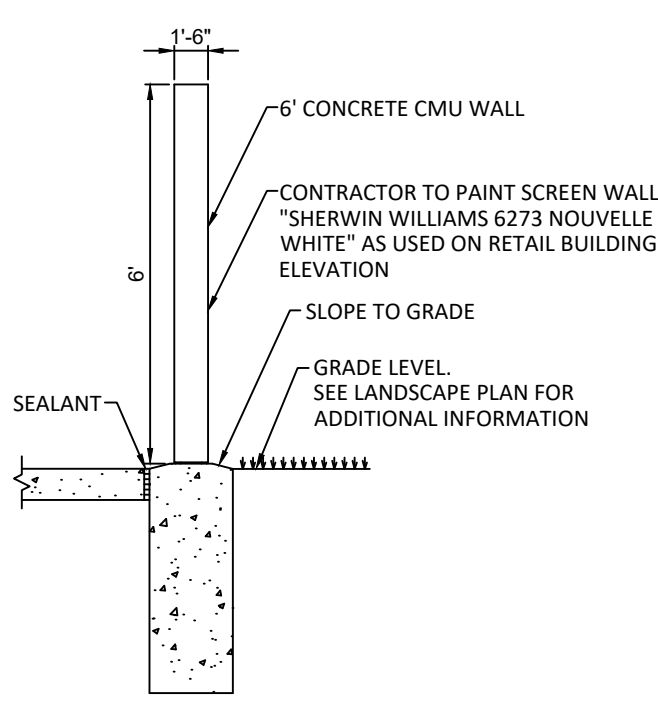 1'-6"
6' CONCRETE CMU WALL
CONTRACTOR TO PAINT SCREEN WALL
"SHERWIN WILLIAMS 6273 NOUVELLE
WHITE" AS USED ON RETAIL BUILDING
ELEVATION
6'
SLOPE TO GRADE
GRADE LEVEL.
SEE LANDSCAPE PLAN FOR
ADDITIONAL INFORMATION
SEALANT